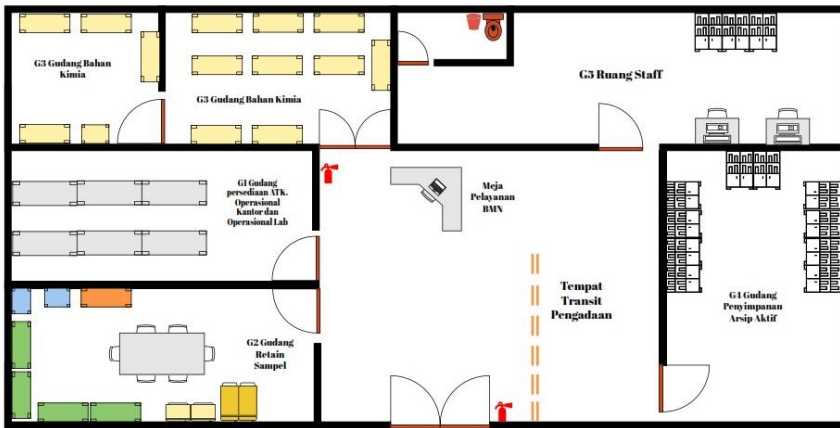 G3 Gudang Bahan
Kimia
G3 Gudang Bahan Kimia
G5 Ruang Staff
G1 Gudang
persediaan ATK,
Operasional
Kantor dan
Operasional Lab
Meja
Pelayanan
BMN
Tempat
Transit
Pengadaan
G4 Gudang
Penyimpanan
Arsip Aktif
G2 Gudang
Retain
Sampel